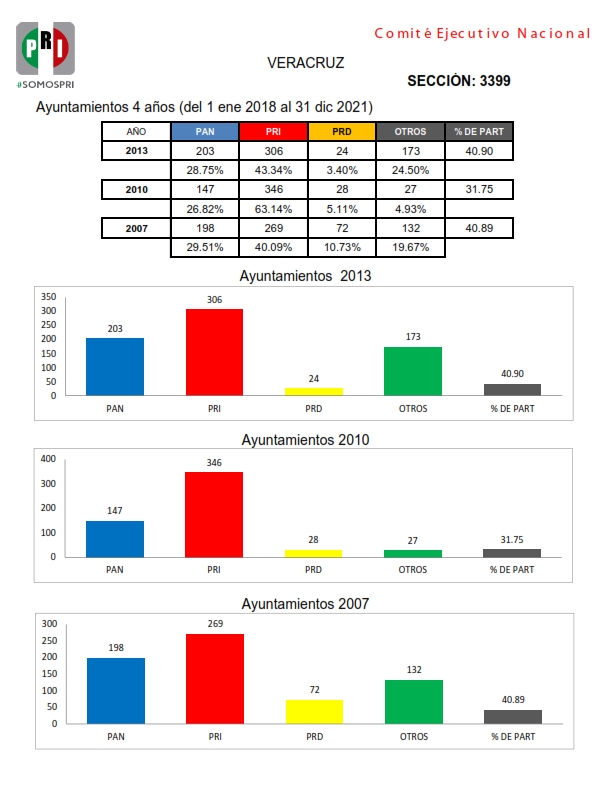 Comité Ejecutivo Nacional
PRI
#SOMOSPRI
VERACRUZ
SECCIÓN: 3399
Ayuntamientos 4 años (del 1 ene 2018 al 31 dic 2021)
AÑO PAN PRI PRD OTROS % DE PART
2013 203 306 24 173 40.90
28.75% 43.34% 3.40% 24.50%
2010 147 346 28 27 31.75
26.82% 63.14% 5.11% 4.93%
2007 198 269 72 132 40.89
29.51% 40.09% 10.73% 19.67%
Ayuntamientos 2013
350
300
250
200
150
100
50
0
203
306
24
173
40.90
PAN PRI PRD OTROS % DE PART
Ayuntamientos 2010
400
300
200
100
0
147
346
28
27
31.75
PAN PRI PRD OTROS % DE PART
Ayuntamientos 2007
300
250
200
150
100
50
0
198
269
72
132
40.89
PAN PRI PRD OTROS % DE PART